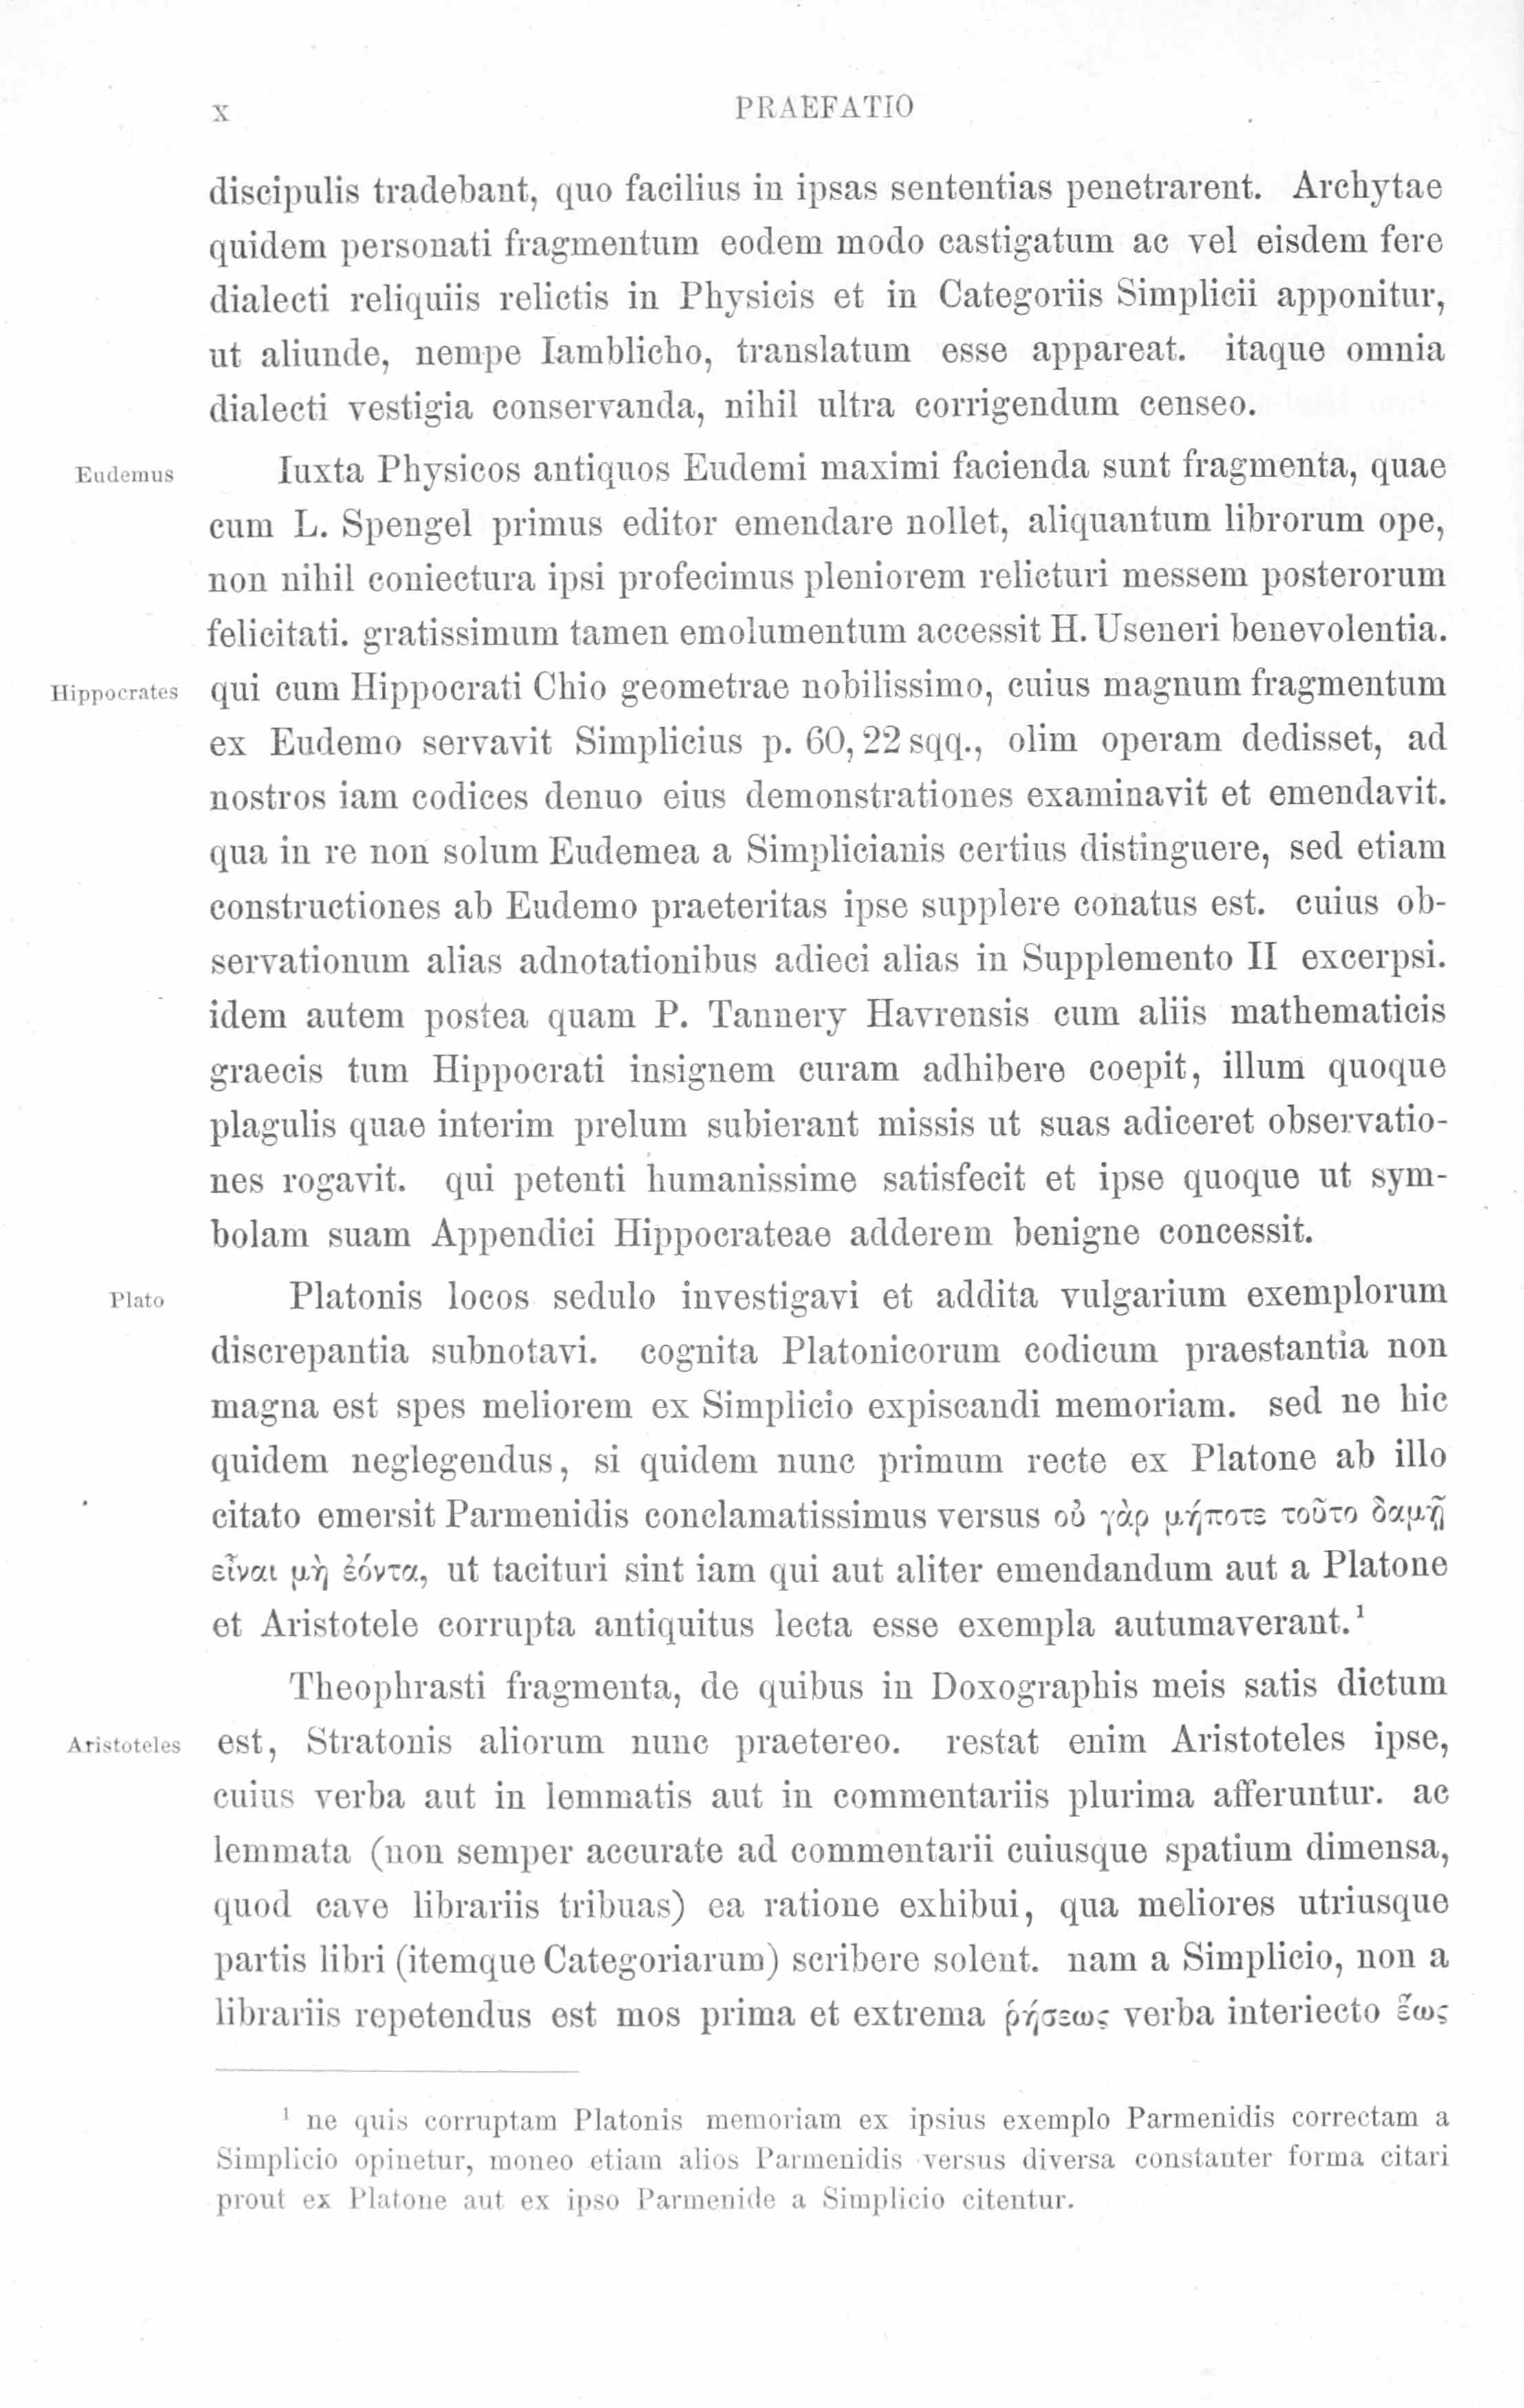 x PRAEFATIO
discipulis tradebant, quo facilius in ipsas sententias penetrarent. Archytae
quidem personati fragmentum eodem modo castigatum ac vel eisdem fere
dialecti reliquiis relictis in Physicis et in Categoriis Simplicii apponitur,
ut aliunde, nempe Iamblicho, translatum esse appareat. itaque omnia
dialecti vestigia conservanda, nihil ultra corrigendum censeo.
Eudemus Iuxta Physicos antiquos Eudemi maximi facienda sunt fragmenta, quae
cum L. Spengel primus editor emendare nollet, aliquantum librorum ope,
non nihil coniectura ipsi profecimus pleniorem relicturi messem posterorum
felicitati. gratissimum tamen emolumentum accessit H. Useneri benevolentia.
Hippocrates qui cum Hippocrati Chio geometrae nobilissimo, cuius magnum fragmentum
ex Eudemo servavit Simplicius p. 60, 22 sqq., olim operam dedisset, ad
nostros iam codices denuo eius demonstrationes examinavit et emendavit.
qua in re non solum Eudemea a Simplicianis certius distinguere, sed etiam
constructiones ab Eudemo praeteritas ipse supplere conatus est. cuius ob-
servationum alias adnotationibus adieci alias in Supplemento II excerpsi.
idem autem postea quam P. Tannery Havrensis cum aliis mathematicis
graecis tum Hippocrati insignem curam adhibere coepit, illum quoque
plagulis quae interim prelum subierant missis ut suas adiceret observatio-
nes rogavit. qui petenti humanissime satisfecit et ipse quoque ut sym-
bolam suam Appendici Hippocrateae adderem benigne concessit.
Plato Platonis locos sedulo investigavi et addita vulgarium exemplorum
discrepantia subnotavi. cognita Platonicorum codicum praestantia non
magna est spes meliorem ex Simplicio expiscandi memoriam. sed ne hic
quidem neglegendus, si quidem nunc primum recte ex Platone ab illo
citato emersit Parmenidis conclamatissimus versus οὐ γὰρ μήποτε τοῦτο δαμῇ
εἶναι μὴ ἐόντα, ut tacituri sint iam qui aut aliter emendandum aut a Platone
et Aristotele corrupta antiquitus lecta esse exempla autumaverant.¹
Theophrasti fragmenta, de quibus in Doxographis meis satis dictum
Aristoteles est, Stratonis aliorum nunc praetereo. restat enim Aristoteles ipse,
cuius verba aut in lemmatis aut in commentariis plurima afferuntur. ac
lemmata (non semper accurate ad commentarii cuiusque spatium dimensa,
quod cave librariis tribuas) ea ratione exhibui, qua meliores utriusque
partis libri (itemque Categoriarum) scribere solent. nam a Simplicio, non a
librariis repetendus est mos prima et extrema ῥήσεως verba interiecto ἕως
¹ ne quis corruptam Platonis memoriam ex ipsius exemplo Parmenidis correctam a
Simplicio opinetur, moneo etiam alios Parmenidis versus diversa constanter forma citari
prout ex Platone aut ex ipso Parmenide a Simplicio citentur.